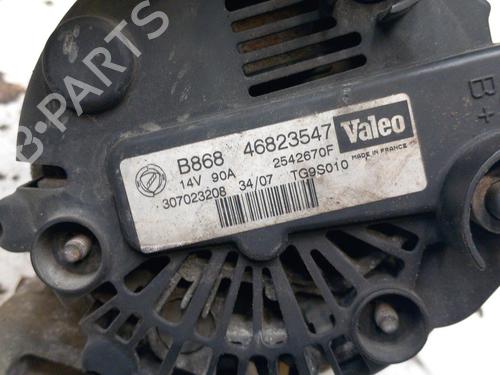 B868 46823547
14V 90A 2542670F
307023208 34/07 TG9S010
Valeo
MADE IN FRANCE
B+
B-PARTS